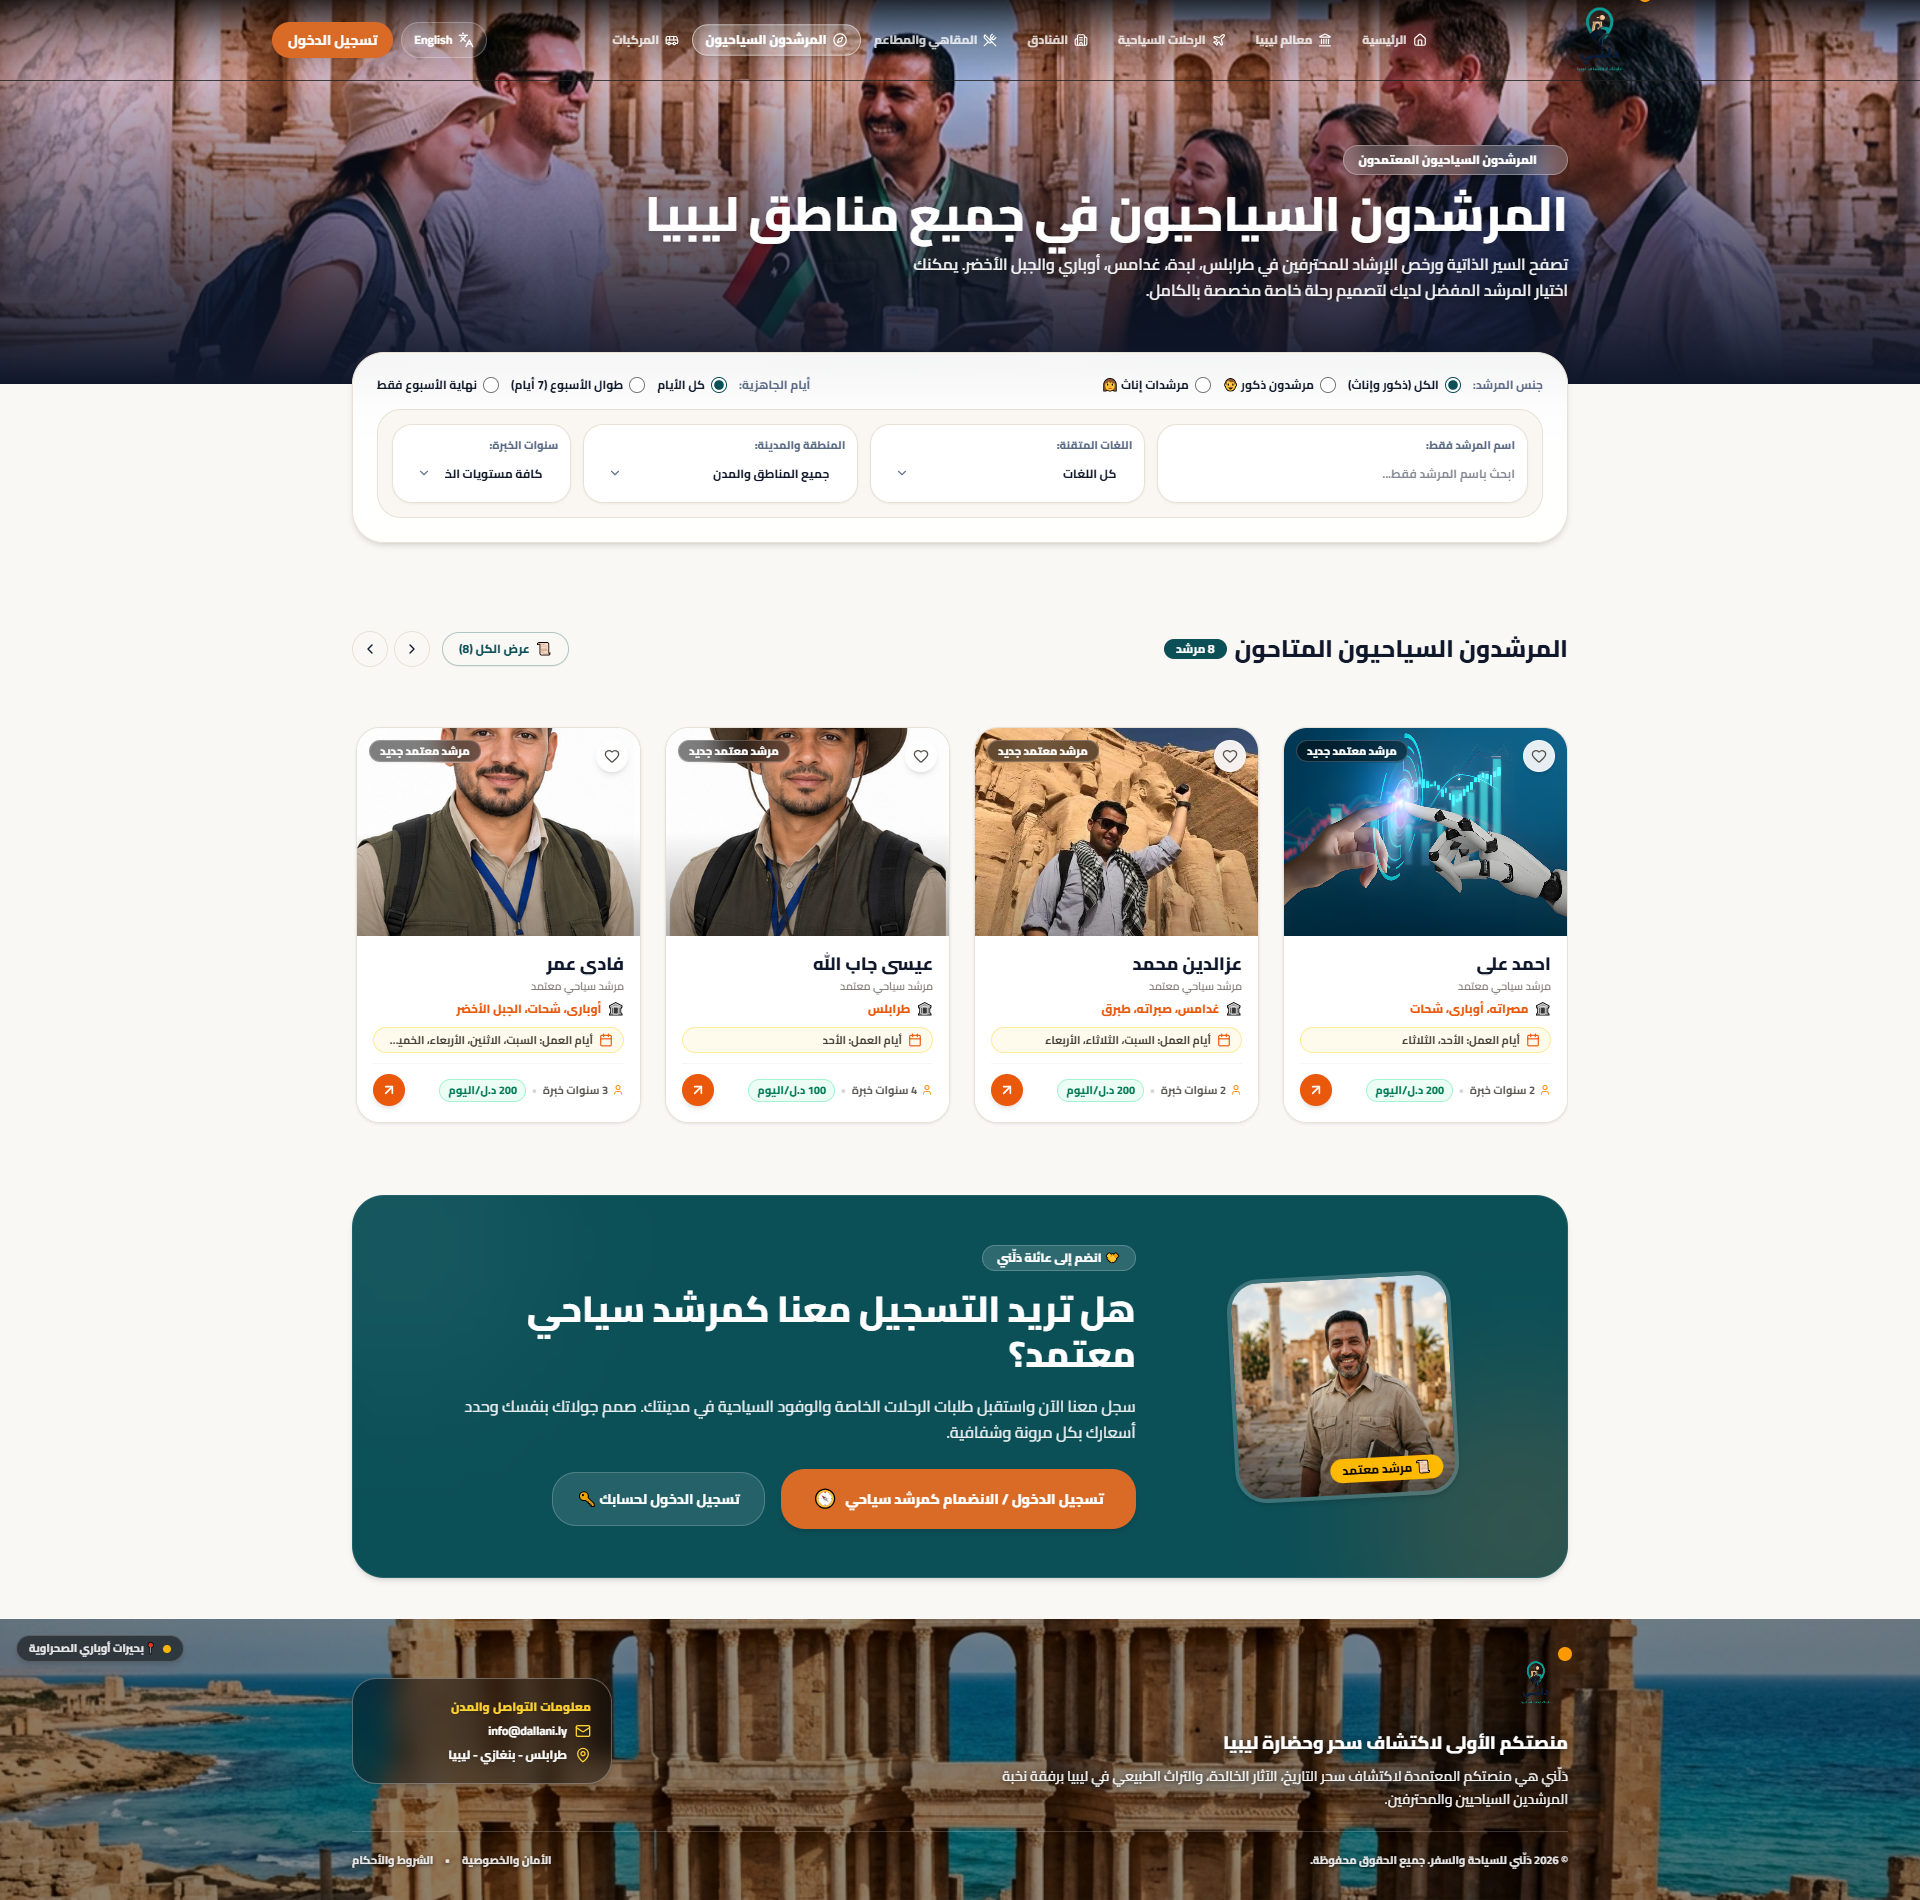 الرئيسية
معالم ليبيا
الرحلات السياحية
الفنادق
المقاهي والمطاعم
المرشدون السياحيون
المركبات
English
تسجيل الدخول
المرشدون السياحيون المعتمدون
المرشدون السياحيون في جميع مناطق ليبيا
تصفح السير الذاتية ورخص الإرشاد للمحترفين في طرابلس، لبدة، غدامس، أوباري والجبل الأخضر. يمكنك
اختيار المرشد المفضل لديك لتصميم رحلة خاصة مخصصة بالكامل.
جنس المرشد: الكل (ذكور وإناث) مرشدون ذكور 🧔 مرشدات إناث 👩
أيام الجاهزية: كل الأيام طوال الأسبوع (7 أيام) نهاية الأسبوع فقط
اسم المرشد فقط:
ابحث باسم المرشد فقط...
اللغات المتقنة:
كل اللغات
المنطقة والمدينة:
جميع المناطق والمدن
سنوات الخبرة:
كافة مستويات الخ
المرشدون السياحيون المتاحون
8 مرشد
📜 عرض الكل (8)
مرشد معتمد جديد
احمد على
مرشد سياحي معتمد
مصراته، أوبارى، شحات
أيام العمل: الأحد، الثلاثاء
2 سنوات خبرة • 200 د.ل/اليوم
مرشد معتمد جديد
عزالدين محمد
مرشد سياحي معتمد
غدامس، صبراته، طبرق
أيام العمل: السبت، الثلاثاء، الأربعاء
2 سنوات خبرة • 200 د.ل/اليوم
مرشد معتمد جديد
عيسى جاب الله
مرشد سياحي معتمد
طرابلس
أيام العمل: الأحد
4 سنوات خبرة • 100 د.ل/اليوم
مرشد معتمد جديد
فادى عمر
مرشد سياحي معتمد
أوبارى، شحات، الجبل الأخضر
أيام العمل: السبت، الاثنين، الأربعاء، الخميـ...
3 سنوات خبرة • 200 د.ل/اليوم
انضم إلى عائلة دَلّني
هل تريد التسجيل معنا كمرشد سياحي
معتمد؟
سجل معنا الآن واستقبل طلبات الرحلات الخاصة والوفود السياحية في مدينتك. صمم جولاتك بنفسك وحدد
أسعارك بكل مرونة وشفافية.
تسجيل الدخول / الانضمام كمرشد سياحي 🧭
تسجيل الدخول لحسابك 🔑
📜 مرشد معتمد
📍بحيرات أوباري الصحراوية
منصتكم الأولى لاكتشاف سحر وحضارة ليبيا
دَلّني هي منصتكم المعتمدة لاكتشاف سحر التاريخ، الآثار الخالدة، والتراث الطبيعي في ليبيا برفقة نخبة
المرشدين السياحيين والمحترفين.
معلومات التواصل والمدن
info@dallani.ly
طرابلس - بنغازي - ليبيا
© 2026 دَلّني للسياحة والسفر. جميع الحقوق محفوظة.
الأمان والخصوصية • الشروط والأحكام